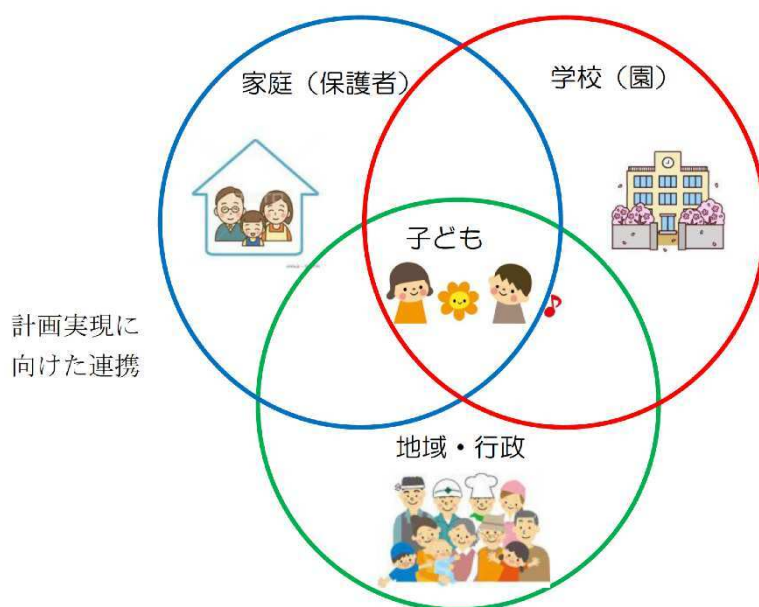 家庭（保護者）
学校（園）
子ども
計画実現に
向けた連携
地域・行政